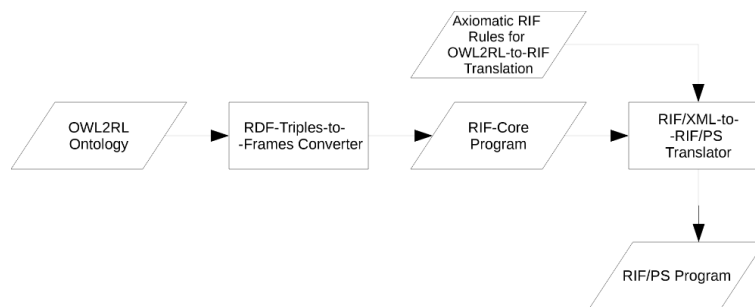 Axiomatic RIF
Rules for
OWL2RL-to-RIF
Translation
OWL2RL
Ontology
RDF-Triples-to-
-Frames Converter
RIF-Core
Program
RIF/XML-to-
-RIF/PS
Translator
RIF/PS Program